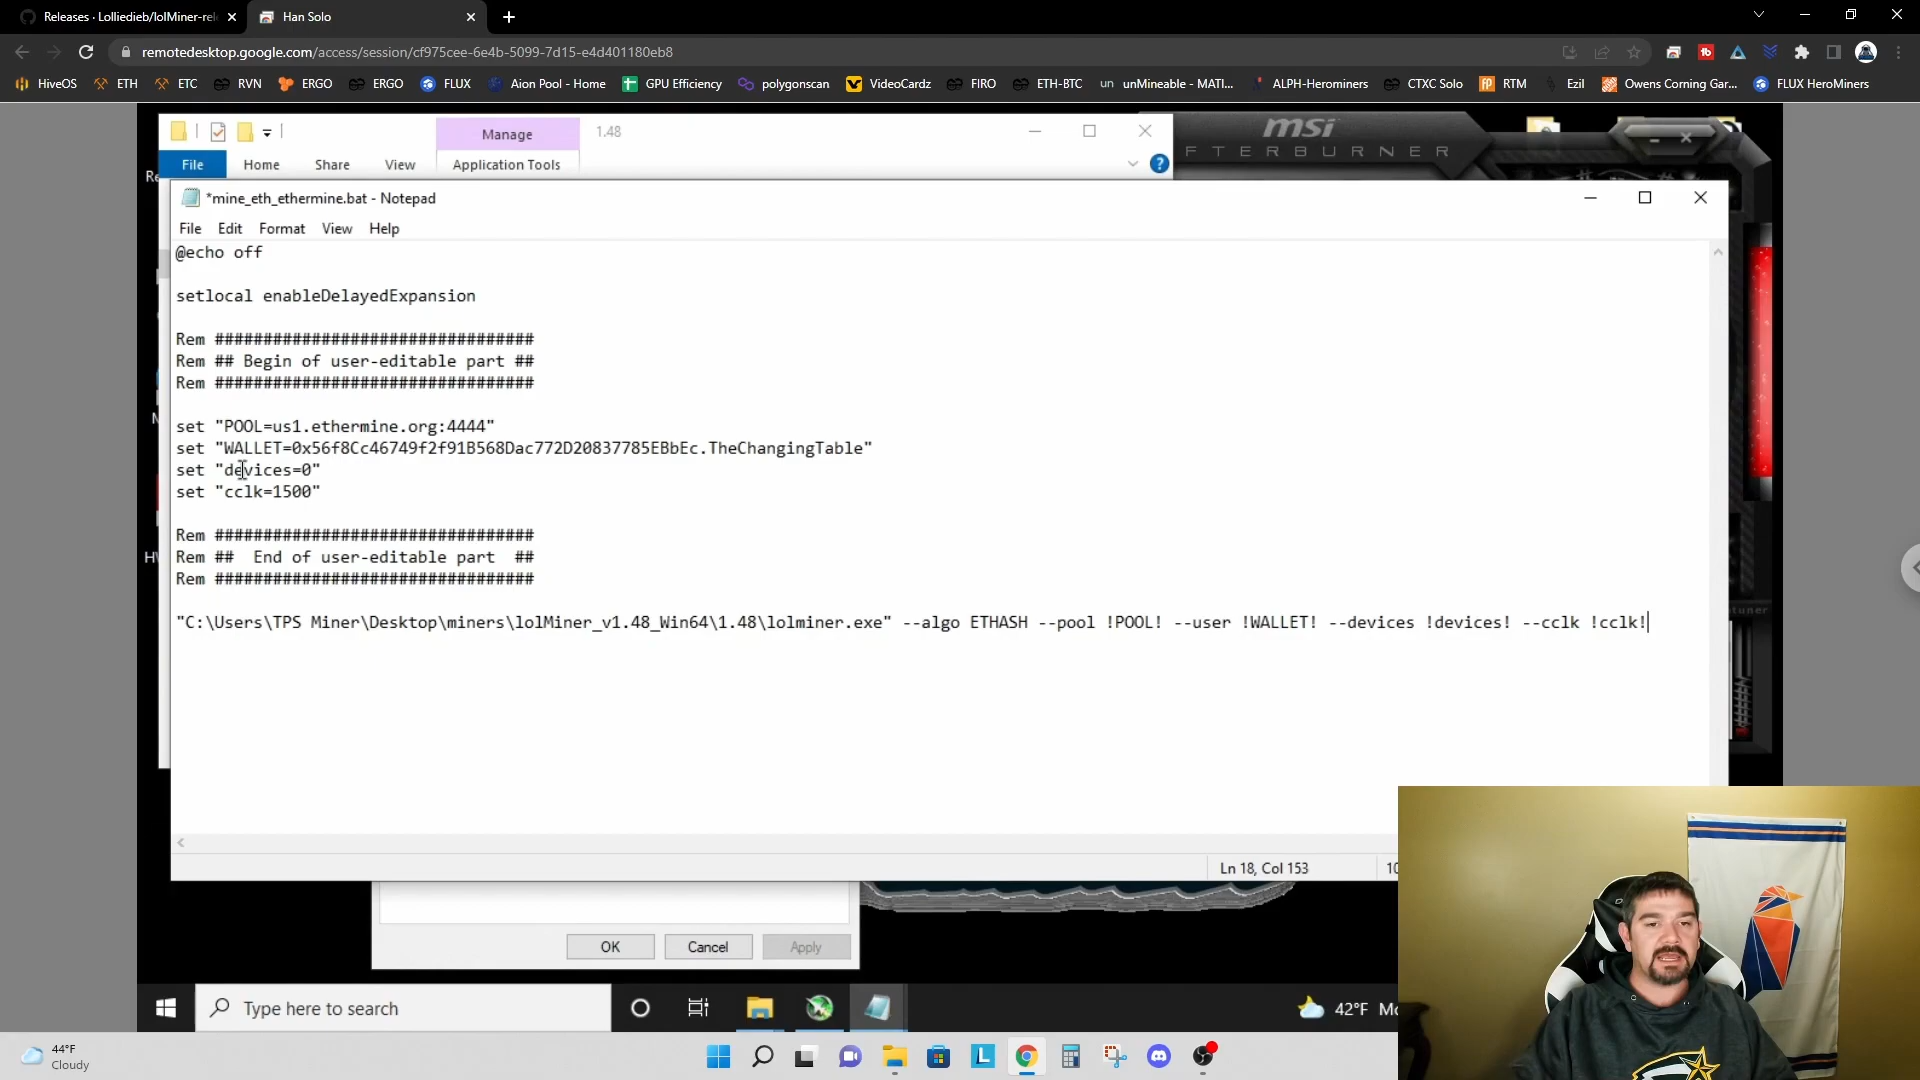 Releases · Lolliedieb/lolMiner-rel
Han Solo
remotedesktop.google.com/access/session/cf975cee-6e4b-5099-7d15-e4d401180eb8
HiveOS ETH ETC RVN ERGO ERGO FLUX Aion Pool - Home GPU Efficiency polygonscan VideoCardz FIRO ETH-BTC unMineable - MATI... ALPH-Herominers CTXC Solo RTM Ezil Owens Corning Gar... FLUX HeroMiners
Manage 1.48
File Home Share View Application Tools
msi
FTERBURNER
*mine_eth_ethermine.bat - Notepad
File Edit Format View Help
@echo off
setlocal enableDelayedExpansion
Rem #################################
Rem ## Begin of user-editable part ##
Rem #################################
set "POOL=us1.ethermine.org:4444"
set "WALLET=0x56f8Cc46749f2f91B568Dac772D20837785EBbEc.TheChangingTable"
set "devices=0"
set "cclk=1500"
Rem #################################
Rem ##  End of user-editable part  ##
Rem #################################
"C:\Users\TPS Miner\Desktop\miners\lolMiner_v1.48_Win64\1.48\lolminer.exe" --algo ETHASH --pool !POOL! --user !WALLET! --devices !devices! --cclk !cclk!
Ln 18, Col 153
OK Cancel Apply
Type here to search
42°F
44°F
Cloudy